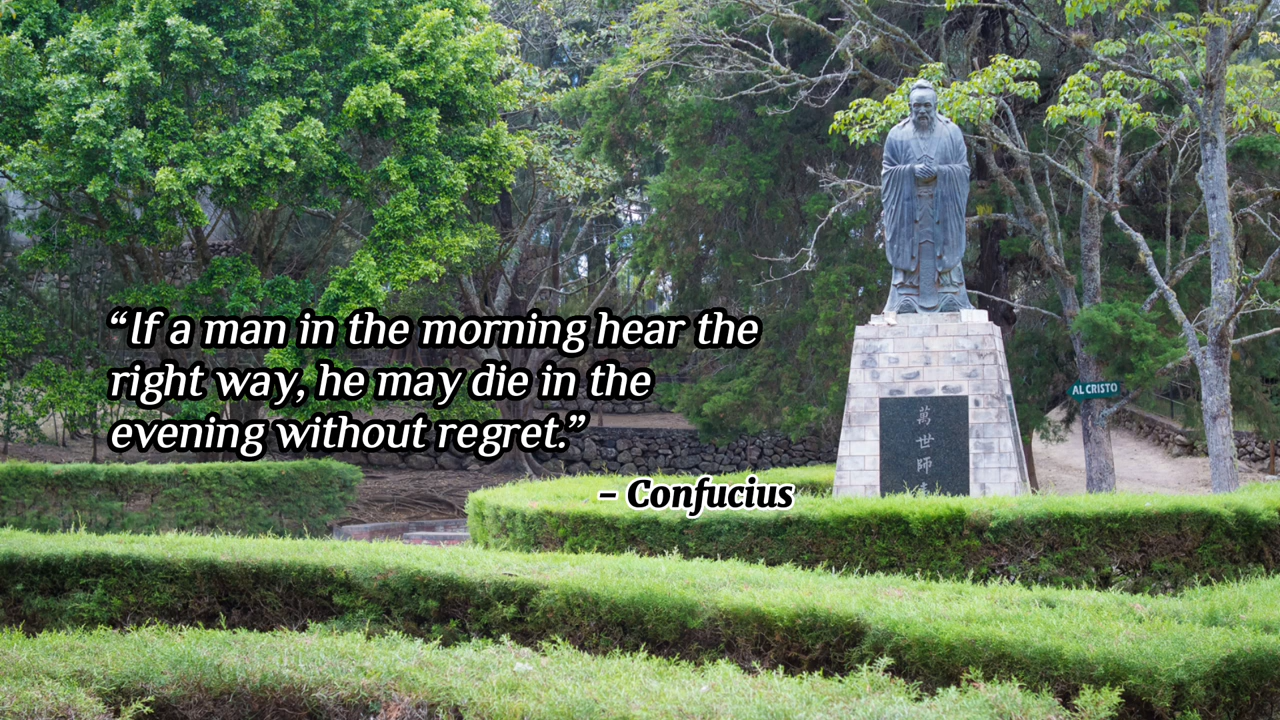 “If a man in the morning hear the
right way, he may die in the
evening without regret.”
– Confucius
AL CRISTO
萬
世
師